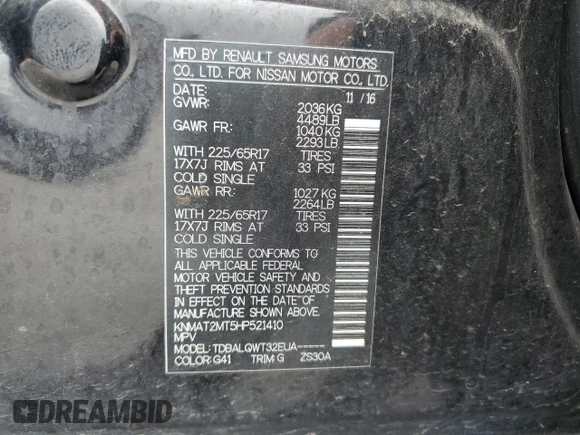 MFD BY RENAULT SAMSUNG MOTORS
CO., LTD. FOR NISSAN MOTOR CO., LTD.
DATE: 11 / 16
GVWR: 2036KG
4489LB
GAWR FR: 1040 KG
2293LB
WITH 225/65R17 TIRES
17X7J RIMS AT 33 PSI
COLD SINGLE
GAWR RR: 1027 KG
2264LB
WITH 225/65R17 TIRES
17X7J RIMS AT 33 PSI
COLD SINGLE
THIS VEHICLE CONFORMS TO
ALL APPLICABLE FEDERAL
MOTOR VEHICLE SAFETY AND
THEFT PREVENTION STANDARDS
IN EFFECT ON THE DATE OF
MANUFACTURE SHOWN ABOVE.
KNMAT2MT5HP521410
MPV
MODEL: TDBALQWT32EUA-----
COLOR:G41 TRIM:G ZS30A
DREAMBID